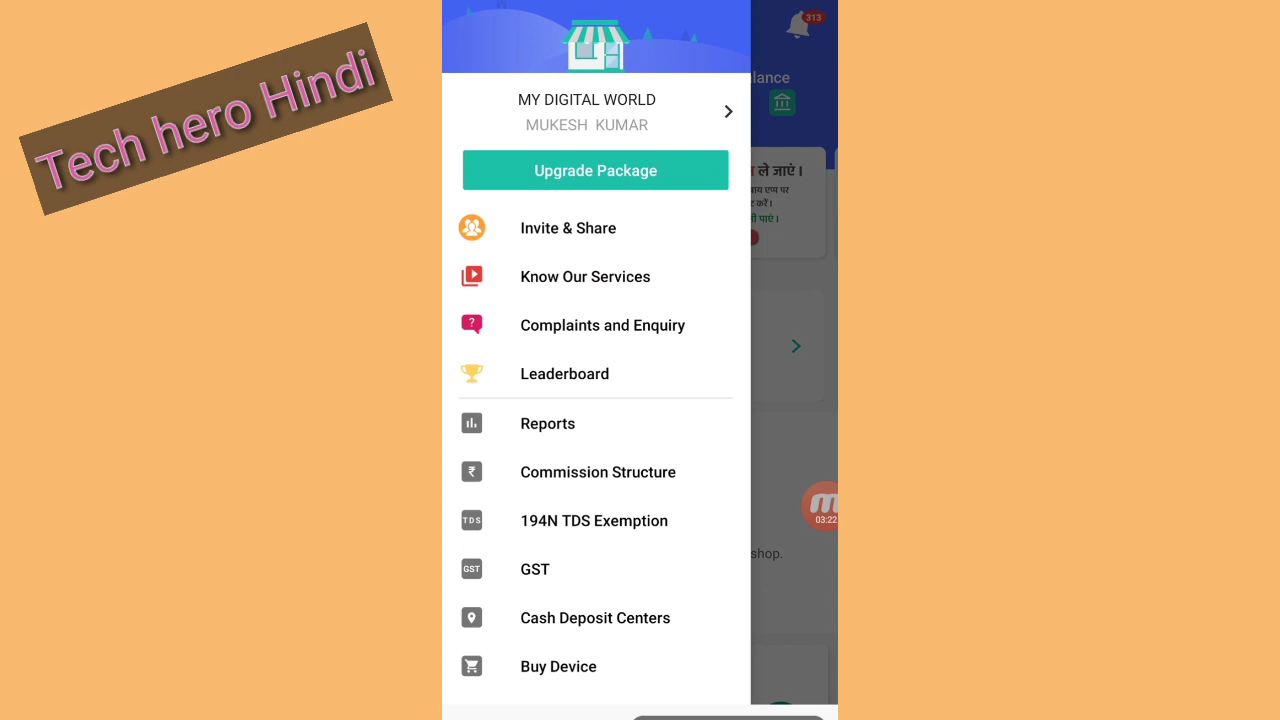 Tech hero Hindi
313
lance
MY DIGITAL WORLD
MUKESH KUMAR
Upgrade Package
ले जाएं ।
पर
करें ।
पाएं ।
Invite & Share
Know Our Services
Complaints and Enquiry
Leaderboard
Reports
Commission Structure
TDS
194N TDS Exemption
03:22
shop.
GST
GST
Cash Deposit Centers
Buy Device